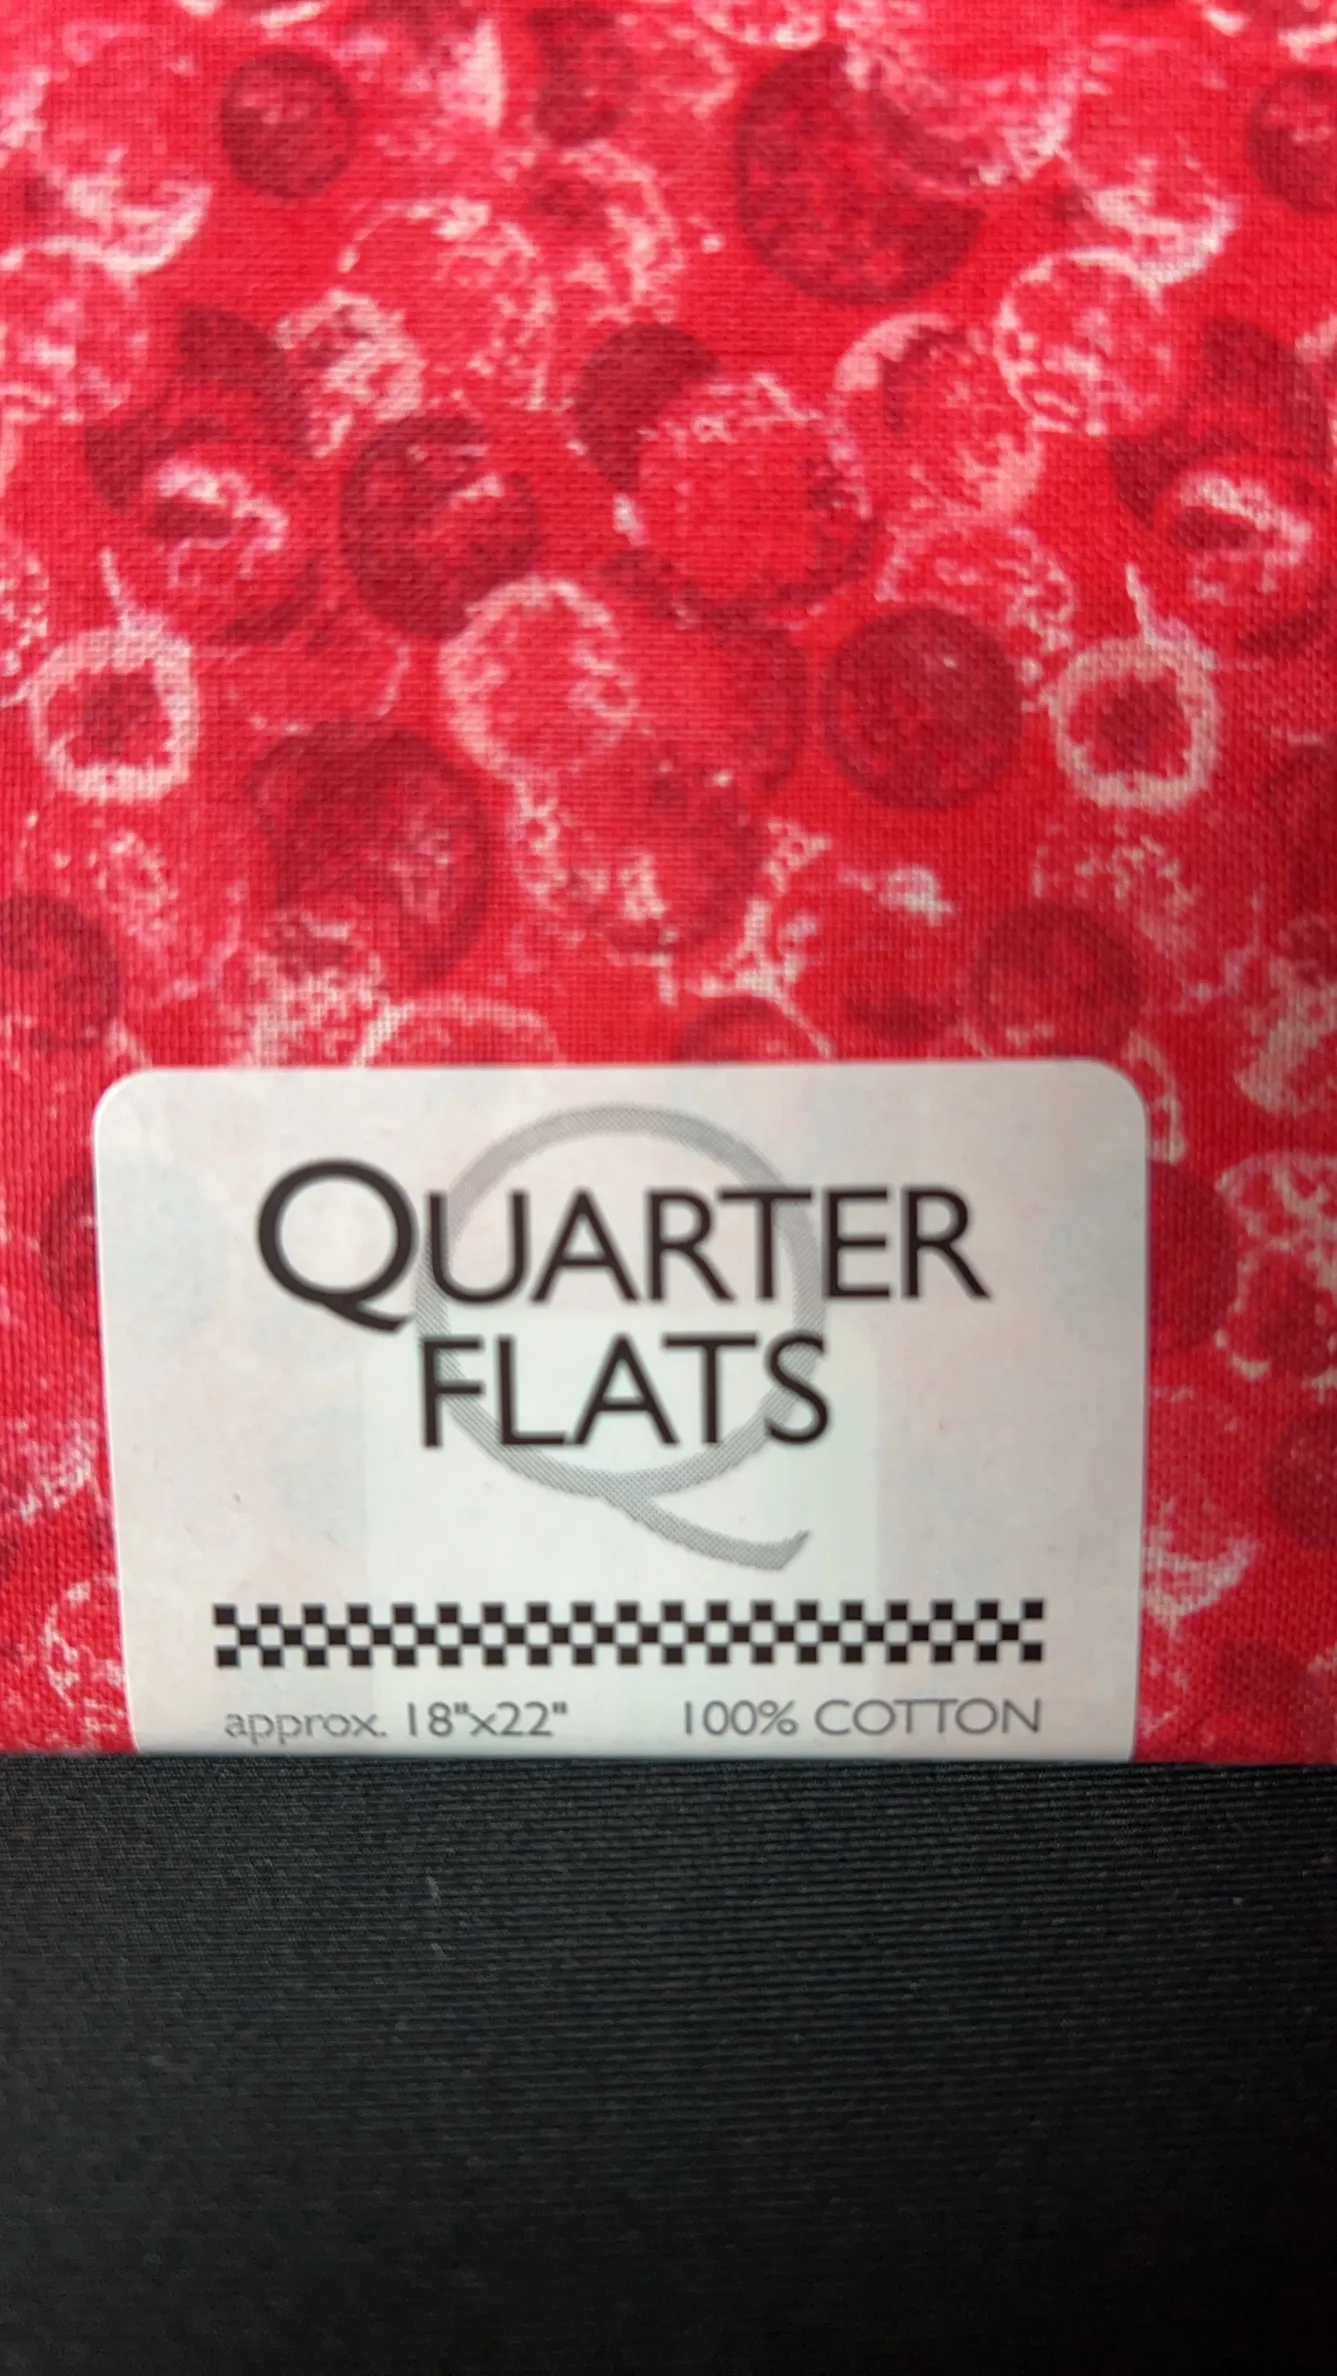 QUARTER
FLATS
approx. 18"x22" 100% COTTON